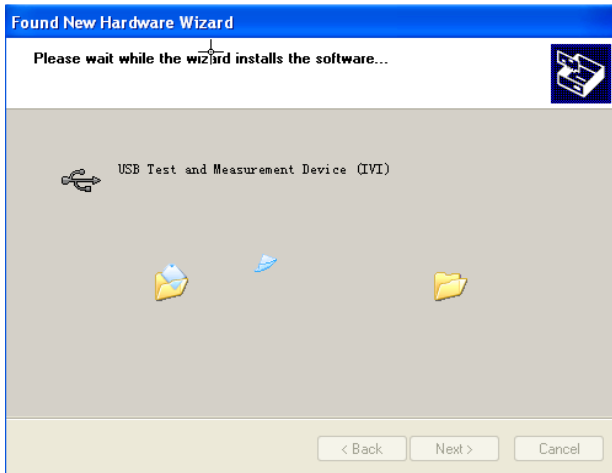 Found New Hardware Wizard
Please wait while the wizard installs the software...
USB Test and Measurement Device (IVI)
< Back
Next >
Cancel